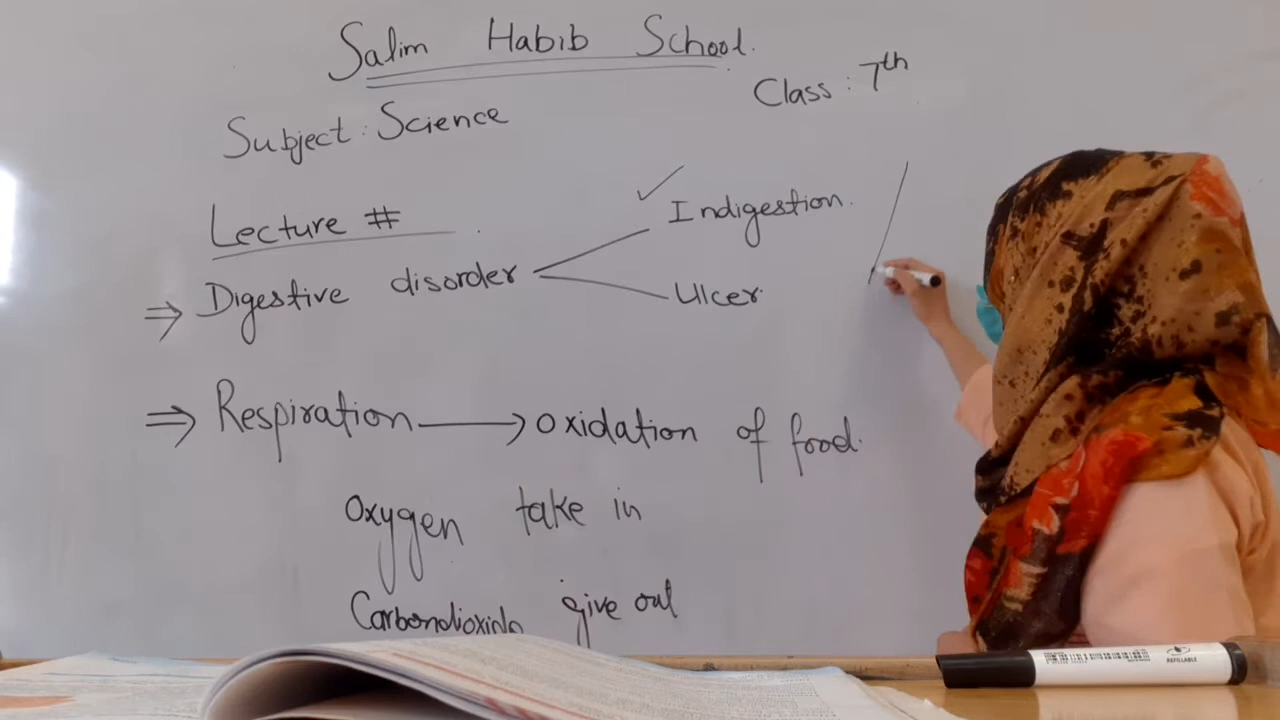 Salim Habib School.
Class: 7th
Subject: Science
Lecture #
⇒ Digestive disorder
✓ Indigestion.
Ulcer.
⇒ Respiration → Oxidation of food.
Oxygen take in
Carbondioxide give out
REFILLABLE